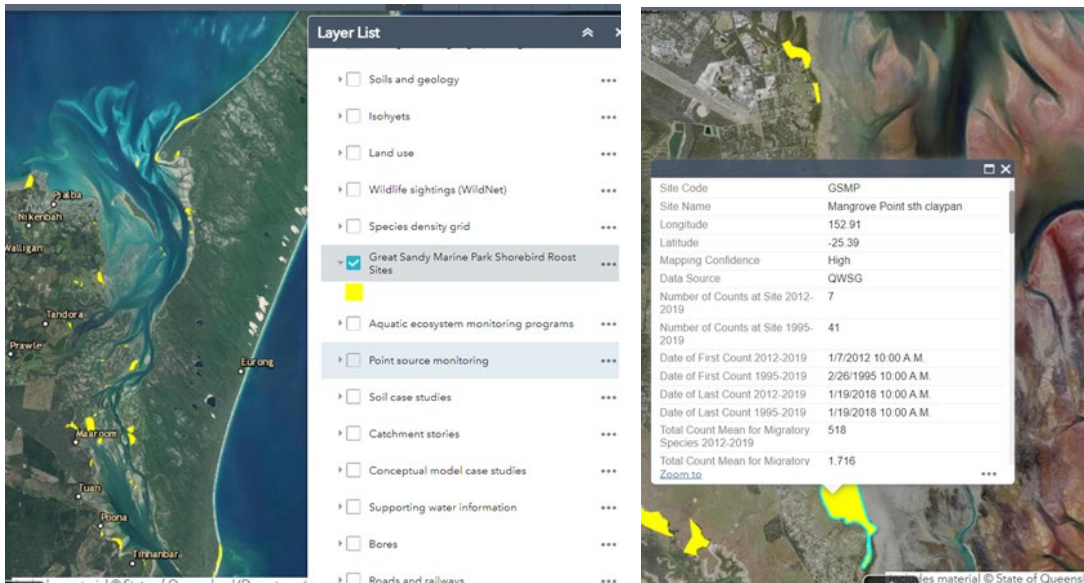 Pialba
Nikenbah
Walligan
Tandora
Prawle
Eurong
Maaroom
Tuan
Poona
Tinnanbar
Layer List
Soils and geology
Isohyets
Land use
Wildlife sightings (WildNet)
Species density grid
Great Sandy Marine Park Shorebird Roost
Sites
Aquatic ecosystem monitoring programs
Point source monitoring
Soil case studies
Catchment stories
Conceptual model case studies
Supporting water information
Bores
Roads and railways
Site Code GSMP
Site Name Mangrove Point sth claypan
Longitude 152.91
Latitude -25.39
Mapping Confidence High
Data Source QWSG
Number of Counts at Site 2012- 7
2019
Number of Counts at Site 1995- 41
2019
Date of First Count 2012-2019 1/7/2012 10:00 A.M.
Date of First Count 1995-2019 2/26/1995 10:00 A.M.
Date of Last Count 2012-2019 1/19/2018 10:00 A.M.
Date of Last Count 1995-2019 1/19/2018 10:00 A.M.
Total Count Mean for Migratory 518
Species 2012-2019
Total Count Mean for Migratory 1,716
Zoom to
des material © State of Queens